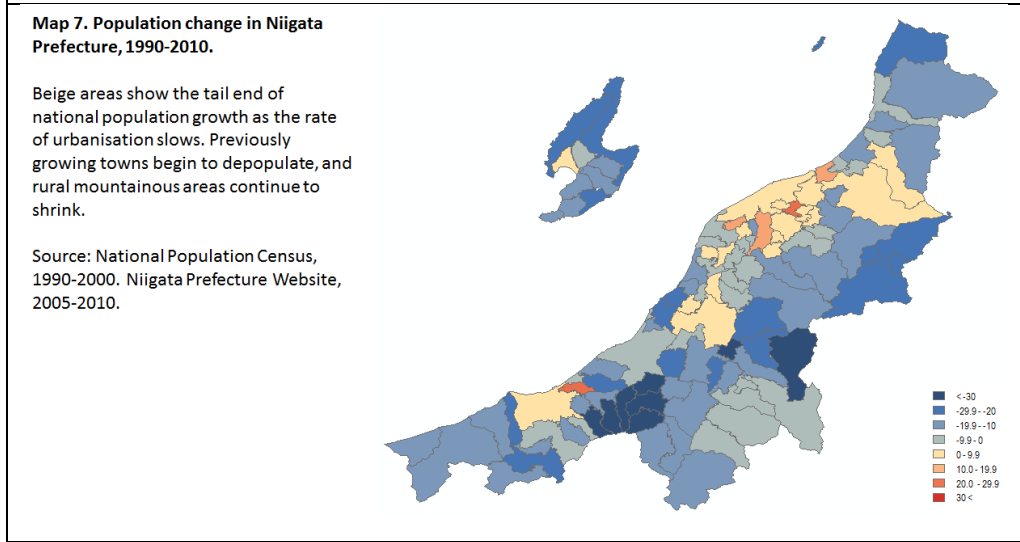 Map 7. Population change in Niigata
Prefecture, 1990-2010.
Beige areas show the tail end of
national population growth as the rate
of urbanisation slows. Previously
growing towns begin to depopulate, and
rural mountainous areas continue to
shrink.
Source: National Population Census,
1990-2000. Niigata Prefecture Website,
2005-2010.
< -30
-29.9 - -20
-19.9 - -10
-9.9 - 0
0 - 9.9
10.0 - 19.9
20.0 - 29.9
30 <